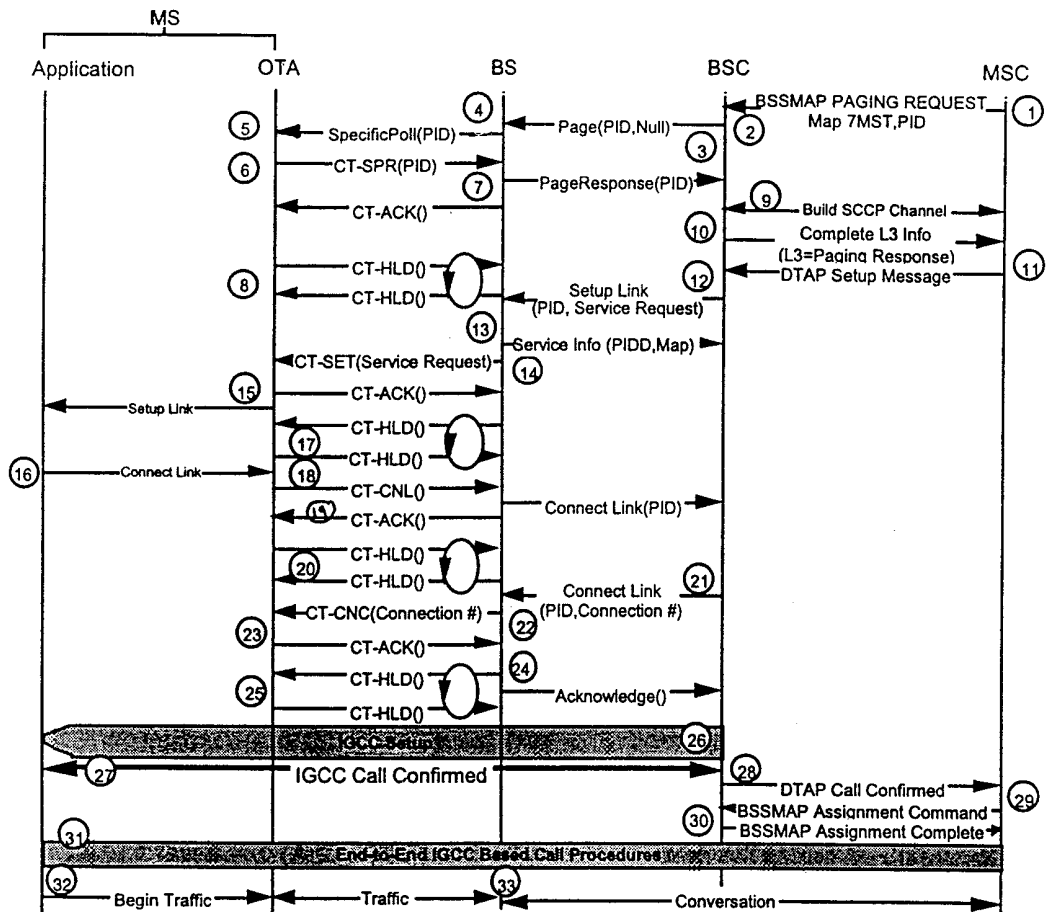 MS
Application OTA BS BSC MSC
BSSMAP PAGING REQUEST 1
Map 7MST,PID
4 2
5 Page(PID,Null)
SpecificPoll(PID)
3
6 CT-SPR(PID)
7 PageResponse(PID)
9
CT-ACK() Build SCCP Channel
10 Complete L3 Info
(L3=Paging Response)
CT-HLD() 11
8 12 DTAP Setup Message
CT-HLD() Setup Link
(PID, Service Request)
13
Service Info (PIDD,Map)
CT-SET(Service Request) 14
15 CT-ACK()
Setup Link
CT-HLD()
17
CT-HLD()
16 Connect Link 18
CT-CNL()
Connect Link(PID)
19 CT-ACK()
CT-HLD()
20 21
CT-HLD() Connect Link
(PID,Connection #)
CT-CNC(Connection #) 22
23 CT-ACK()
24
CT-HLD()
25 Acknowledge()
CT-HLD()
IGCC Setup 26
27 IGCC Call Confirmed 28
DTAP Call Confirmed
29
BSSMAP Assignment Command
30 BSSMAP Assignment Complete
31
End-to-End IGCC Based Call Procedures
32 33
Begin Traffic Traffic Conversation